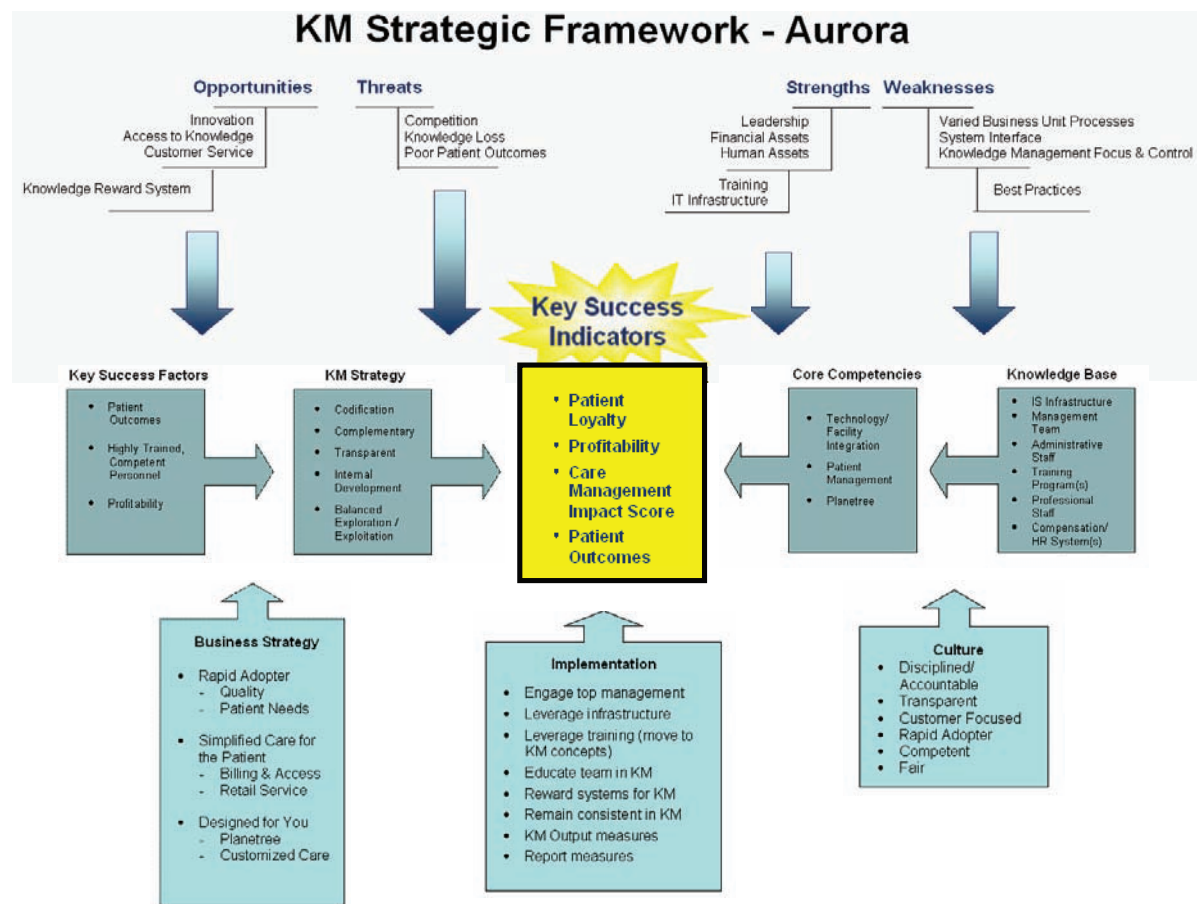 KM Strategic Framework - Aurora
Opportunities
Innovation
Access to Knowledge
Customer Service
Knowledge Reward System
Threats
Competition
Knowledge Loss
Poor Patient Outcomes
Strengths
Leadership
Financial Assets
Human Assets
Training
IT Infrastructure
Weaknesses
Varied Business Unit Processes
System Interface
Knowledge Management Focus & Control
Best Practices
Key Success
Indicators
Key Success Factors
• Patient
Outcomes
• Highly Trained,
Competent
Personnel
• Profitability
KM Strategy
• Codification
• Complementary
• Transparent
• Internal
Development
• Balanced
Exploration /
Exploitation
• Patient
Loyalty
• Profitability
• Care
Management
Impact Score
• Patient
Outcomes
Core Competencies
• Technology/
Facility
Integration
• Patient
Management
• Planetree
Knowledge Base
• IS Infrastructure
• Management
Team
• Administrative
Staff
• Training
Program(s)
• Professional
Staff
• Compensation/
HR System(s)
Business Strategy
• Rapid Adopter
- Quality
- Patient Needs
• Simplified Care for
the Patient
- Billing & Access
- Retail Service
• Designed for You
- Planetree
- Customized Care
Implementation
• Engage top management
• Leverage infrastructure
• Leverage training (move to
KM concepts)
• Educate team in KM
• Reward systems for KM
• Remain consistent in KM
• KM Output measures
• Report measures
Culture
• Disciplined/
Accountable
• Transparent
• Customer Focused
• Rapid Adopter
• Competent
• Fair